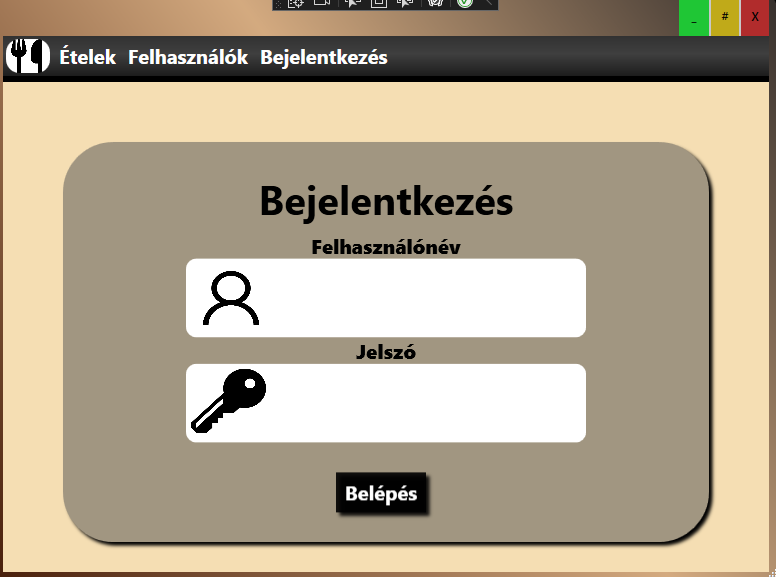 _ # X
Ételek Felhasználók Bejelentkezés
Bejelentkezés
Felhasználónév
Jelszó
Belépés